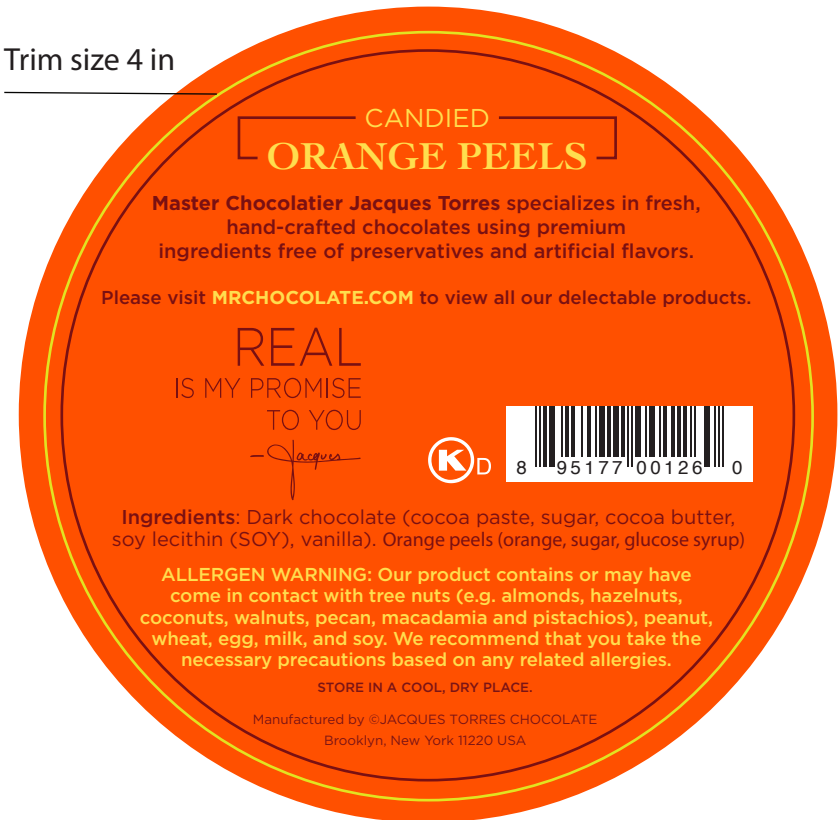 Trim size 4 in
CANDIED
ORANGE PEELS
Master Chocolatier Jacques Torres specializes in fresh,
hand-crafted chocolates using premium
ingredients free of preservatives and artificial flavors.
Please visit MRCHOCOLATE.COM to view all our delectable products.
REAL
IS MY PROMISE
TO YOU
–Jacques
K D
8 95177 00126 0
Ingredients: Dark chocolate (cocoa paste, sugar, cocoa butter,
soy lecithin (SOY), vanilla). Orange peels (orange, sugar, glucose syrup)
ALLERGEN WARNING: Our product contains or may have
come in contact with tree nuts (e.g. almonds, hazelnuts,
coconuts, walnuts, pecan, macadamia and pistachios), peanut,
wheat, egg, milk, and soy. We recommend that you take the
necessary precautions based on any related allergies.
STORE IN A COOL, DRY PLACE.
Manufactured by ©JACQUES TORRES CHOCOLATE
Brooklyn, New York 11220 USA